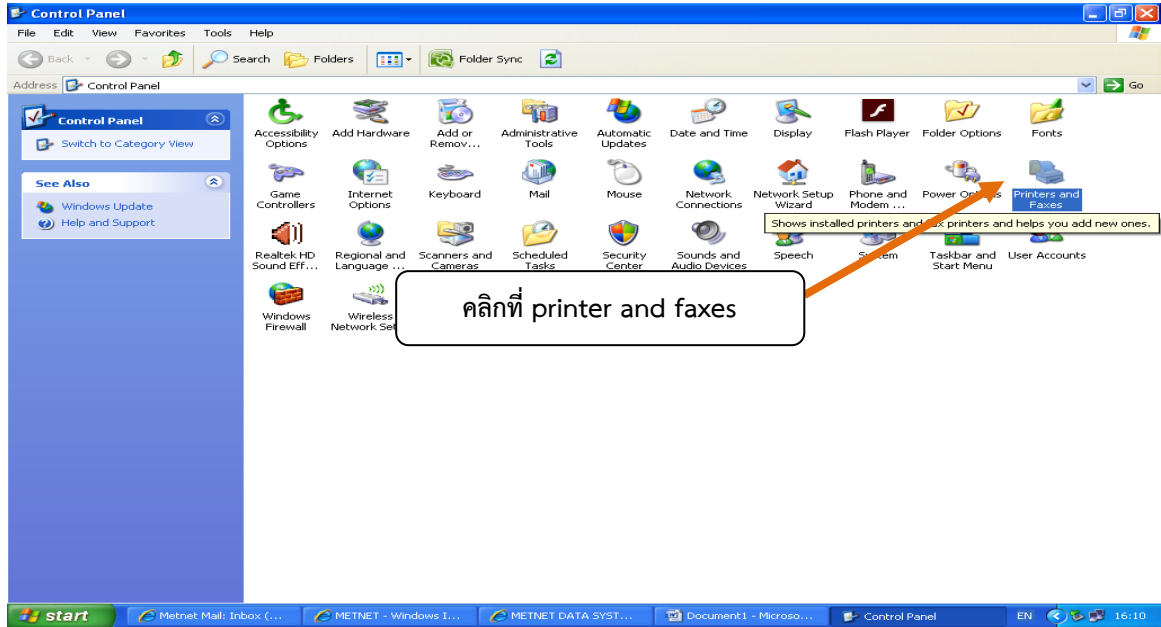 Control Panel
File Edit View Favorites Tools Help
Back Search Folders Folder Sync
Address Control Panel Go
Control Panel
Switch to Category View
See Also
Windows Update
Help and Support
Accessibility Options
Add Hardware
Add or Remov...
Administrative Tools
Automatic Updates
Date and Time
Display
Flash Player
Folder Options
Fonts
Game Controllers
Internet Options
Keyboard
Mail
Mouse
Network Connections
Network Setup Wizard
Phone and Modem ...
Power
Printers and Faxes
Shows installed printers and printers and helps you add new ones.
Realtek HD Sound Eff...
Regional and Language ...
Scanners and Cameras
Scheduled Tasks
Security Center
Sounds and Audio Devices
Speech
Taskbar and Start Menu
User Accounts
Windows Firewall
Wireless Network
คลิกที่ printer and faxes
start
Metnet Mail: Inbox (...
METNET - Windows I...
METNET DATA SYST...
Document1 - Microso...
Control Panel
EN 16:10